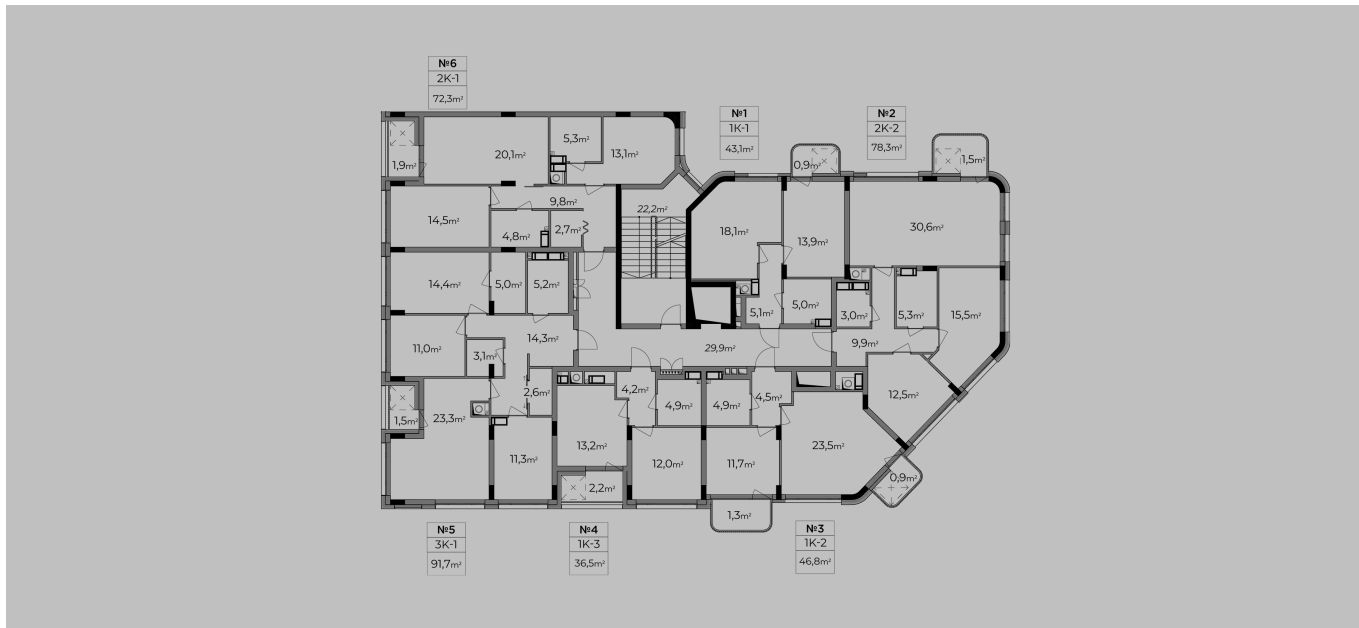 №6
2К-1
72,3м²
№1
1К-1
43,1м²
№2
2К-2
78,3м²
1,9м²
20,1м²
5,3м²
13,1м²
0,9м²
1,5м²
14,5м²
9,8м²
4,8м²
2,7м²
22,2м²
18,1м²
13,9м²
30,6м²
14,4м²
5,0м²
5,2м²
5,1м²
5,0м²
3,0м²
5,3м²
15,5м²
11,0м²
3,1м²
14,3м²
29,9м²
9,9м²
1,5м²
23,3м²
2,6м²
4,2м²
4,9м²
4,9м²
4,5м²
12,5м²
11,3м²
13,2м²
12,0м²
11,7м²
23,5м²
2,2м²
0,9м²
1,3м²
№5
3К-1
91,7м²
№4
1К-3
36,5м²
№3
1К-2
46,8м²